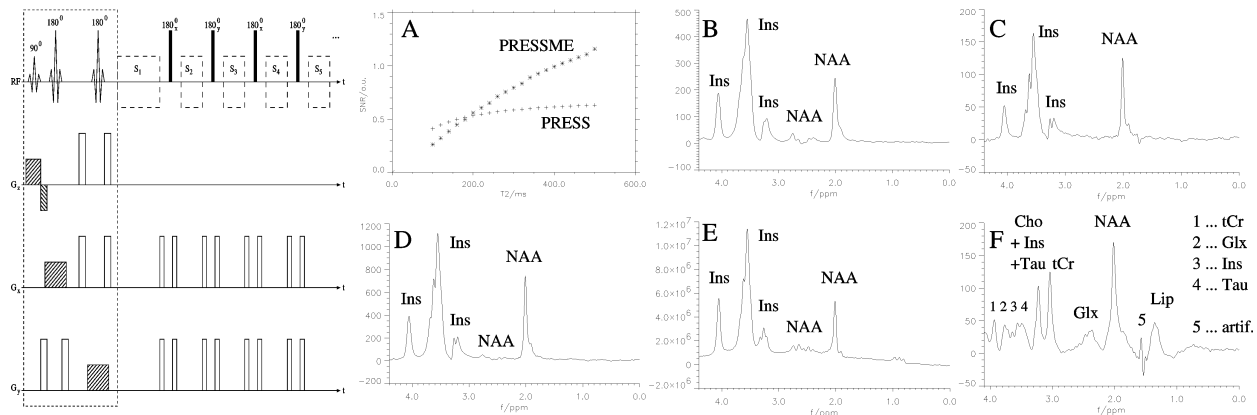 90⁰ 180⁰ 180⁰ 180⁰ₓ 180⁰y 180⁰ₓ 180⁰y ...
RF S₁ S₂ S₃ S₄ S₅ t
Gz t
Gx t
Gy t
A
PRESSME
PRESS
SNR/a.u.
1.5
1.0
0.5
0.0
0.0 200.0 400.0 600.0
T2/ms
B
Ins
Ins
NAA
Ins
NAA
500
400
300
200
100
0
-100
4.0 3.0 2.0 1.0 0.0
f/ppm
C
Ins
NAA
Ins
Ins
200
150
100
50
0
-50
4.0 3.0 2.0 1.0 0.0
f/ppm
D
Ins
NAA
Ins
Ins
NAA
1200
1000
800
600
400
200
0
-200
4.0 2.0 0.0
f/ppm
E
Ins
Ins
NAA
Ins
NAA
1.2×10⁷
1.0×10⁷
8.0×10⁶
6.0×10⁶
4.0×10⁶
2.0×10⁶
0
-2.0×10⁶
4.0 3.0 2.0 1.0 0.0
f/ppm
F
Cho
+ Ins
+Tau tCr
NAA
1 ... tCr
2 ... Glx
3 ... Ins
4 ... Tau
5 ... artif.
1 2 3 4
Glx
5
Lip
200
150
100
50
0
-50
4.0 3.0 2.0 1.0 0.0
f/ppm